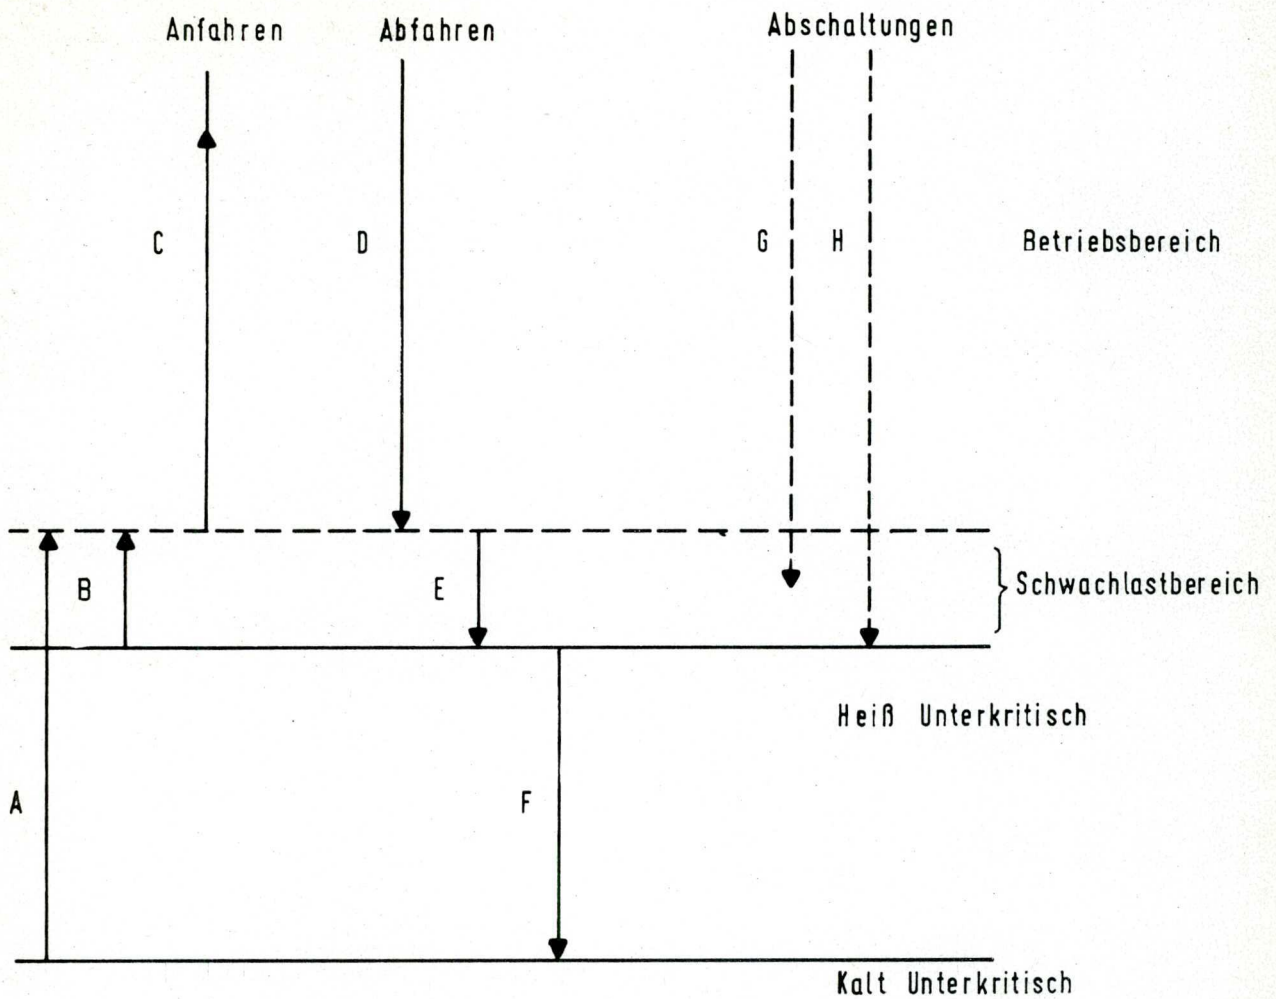 Anfahren Abfahren Abschaltungen
C D G H Betriebsbereich
B E Schwachlastbereich
Heiß Unterkritisch
A F
Kalt Unterkritisch